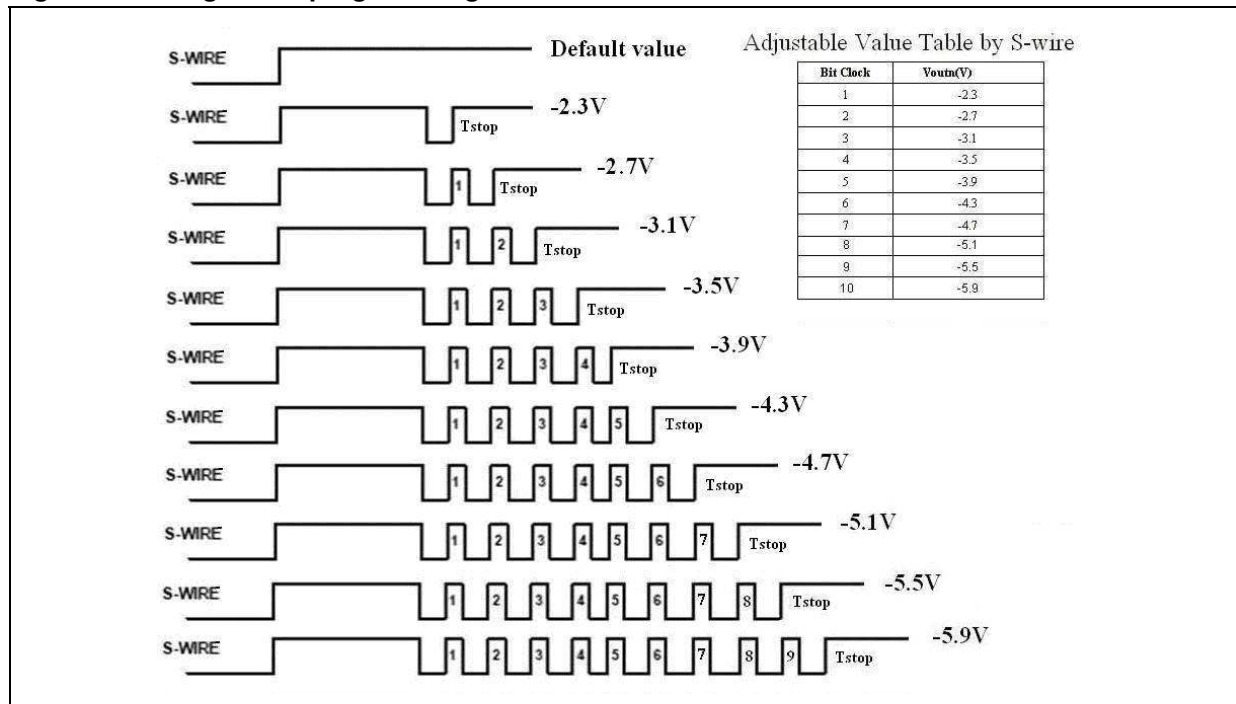 S-WIRE
Default value
S-WIRE
Tstop
-2.3V
S-WIRE
1
Tstop
-2.7V
S-WIRE
1 2
Tstop
-3.1V
S-WIRE
1 2 3
Tstop
-3.5V
S-WIRE
1 2 3 4
Tstop
-3.9V
S-WIRE
1 2 3 4 5
Tstop
-4.3V
S-WIRE
1 2 3 4 5 6
Tstop
-4.7V
S-WIRE
1 2 3 4 5 6 7
Tstop
-5.1V
S-WIRE
1 2 3 4 5 6 7 8
Tstop
-5.5V
S-WIRE
1 2 3 4 5 6 7 8 9
Tstop
-5.9V
Adjustable Value Table by S-wire
Bit Clock Voutn(V)
1 -2.3
2 -2.7
3 -3.1
4 -3.5
5 -3.9
6 -4.3
7 -4.7
8 -5.1
9 -5.5
10 -5.9